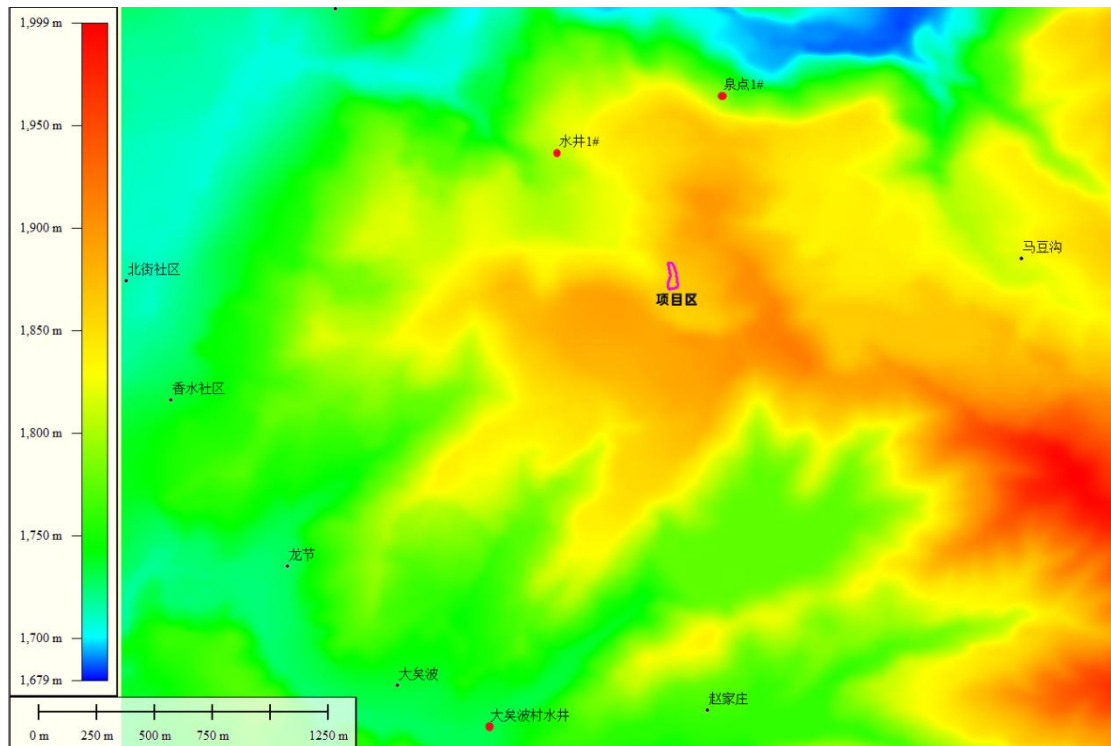 1,999 m
1,950 m
1,900 m
1,850 m
1,800 m
1,750 m
1,700 m
1,679 m
泉点1#
水井1#
马豆沟
北街社区
项目区
香水社区
龙节
大矣波
大矣波村水井
赵家庄
0 m 250 m 500 m 750 m 1250 m